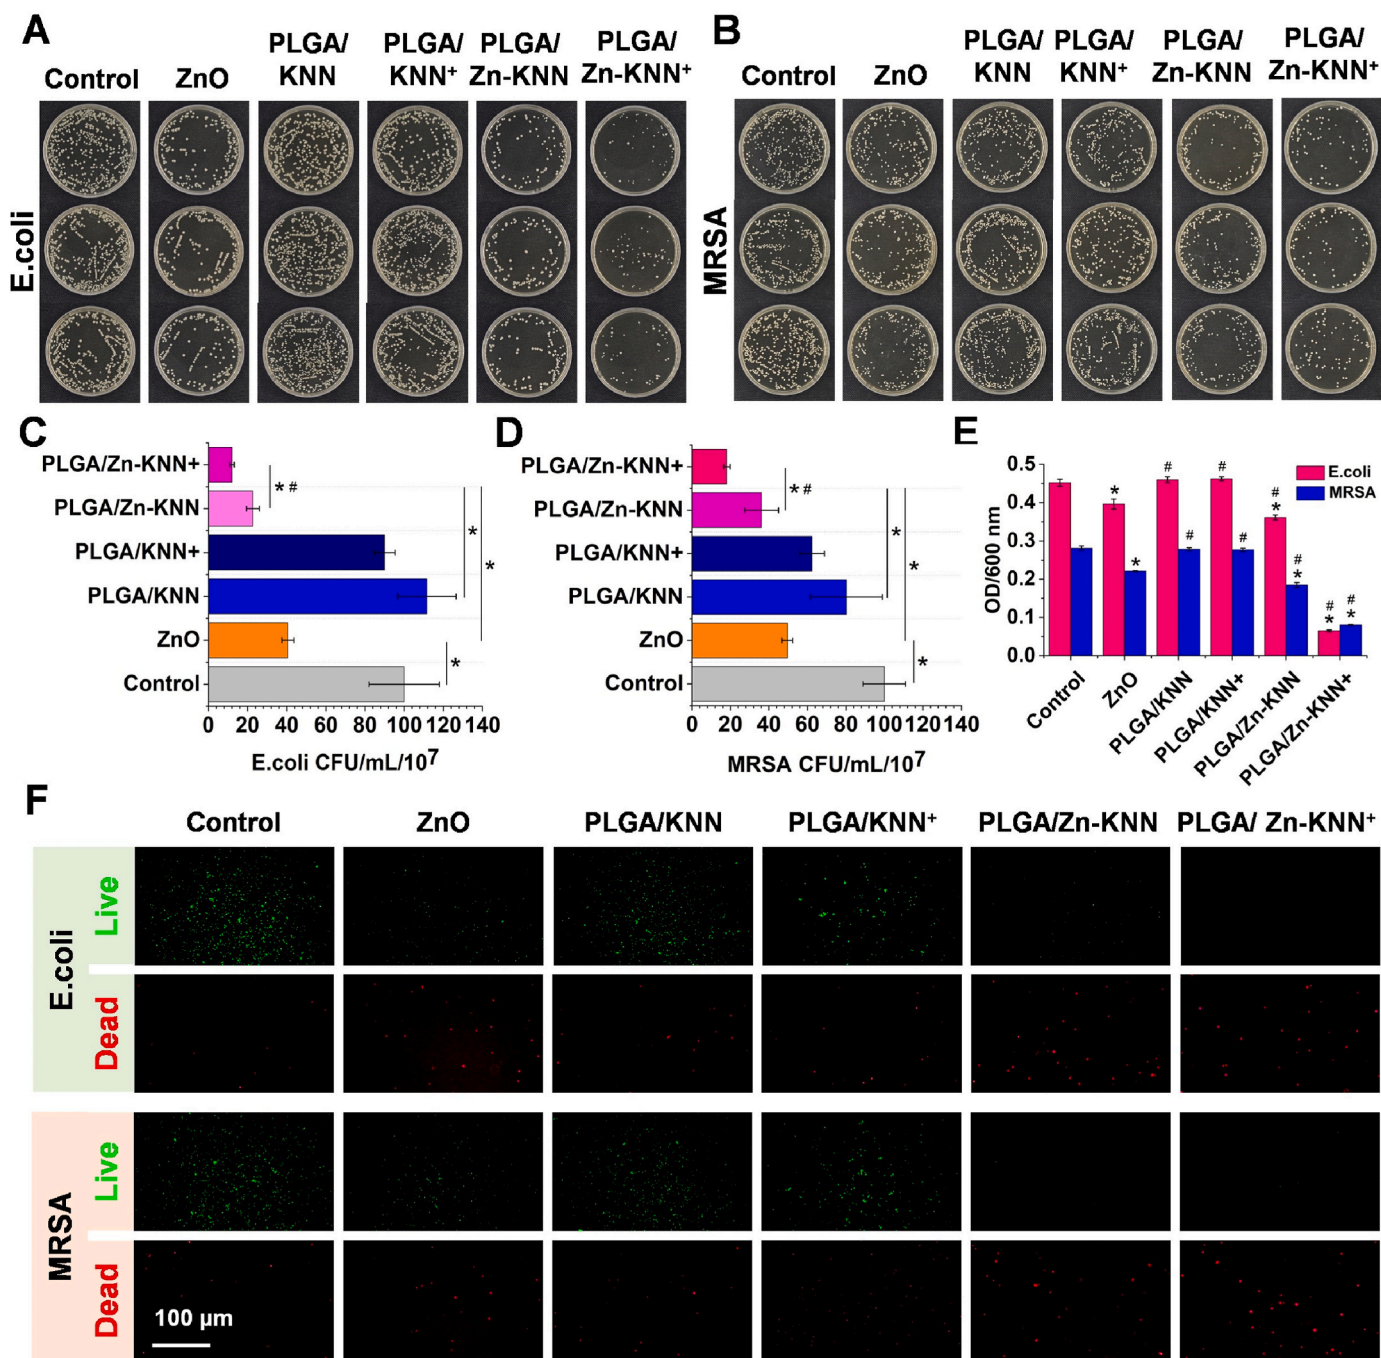 A
Control
ZnO
PLGA/
KNN
PLGA/
KNN⁺
PLGA/
Zn-KNN
PLGA/
Zn-KNN⁺
E.coli
B
Control
ZnO
PLGA/
KNN
PLGA/
KNN⁺
PLGA/
Zn-KNN
PLGA/
Zn-KNN⁺
MRSA
C
PLGA/Zn-KNN+
PLGA/Zn-KNN
PLGA/KNN+
PLGA/KNN
ZnO
Control
* #
*
*
*
0 20 40 60 80 100 120 140
E.coli CFU/mL/10⁷
D
PLGA/Zn-KNN+
PLGA/Zn-KNN
PLGA/KNN+
PLGA/KNN
ZnO
Control
* #
*
*
*
0 20 40 60 80 100 120 140
MRSA CFU/mL/10⁷
E
OD/600 nm
0.5
0.4
0.3
0.2
0.1
0.0
E.coli
MRSA
*
*
#
#
#
#
#
*
#
*
#
*
#
*
Control
ZnO
PLGA/KNN
PLGA/KNN+
PLGA/Zn-KNN
PLGA/Zn-KNN+
F
Control
ZnO
PLGA/KNN
PLGA/KNN⁺
PLGA/Zn-KNN
PLGA/ Zn-KNN⁺
E.coli
Live
Dead
MRSA
Live
Dead
100 µm